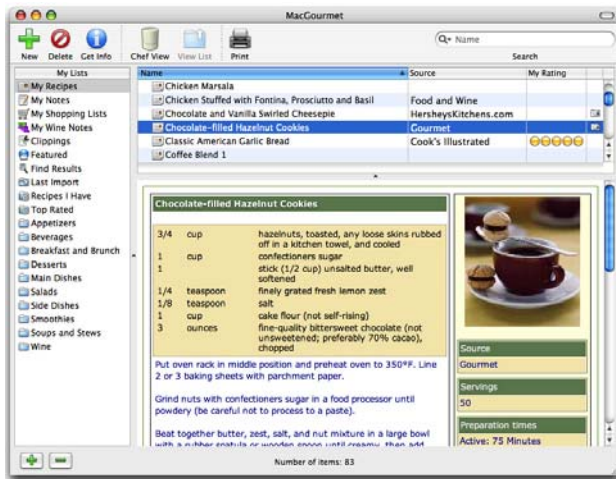 MacGourmet
New Delete Get Info Chef View View List Print
Name
Search
My Lists
My Recipes
My Notes
My Shopping Lists
My Wine Notes
Clippings
Featured
Find Results
Last Import
Recipes I Have
Top Rated
Appetizers
Beverages
Breakfast and Brunch
Desserts
Main Dishes
Salads
Side Dishes
Smoothies
Soups and Stews
Wine
Name Source My Rating
Chicken Marsala
Chicken Stuffed with Fontina, Prosciutto and Basil Food and Wine
Chocolate and Vanilla Swirled Cheesepie HersheysKitchens.com
Chocolate-filled Hazelnut Cookies Gourmet
Classic American Garlic Bread Cook's Illustrated
Coffee Blend 1
Chocolate-filled Hazelnut Cookies
3/4 cup hazelnuts, toasted, any loose skins rubbed
off in a kitchen towel, and cooled
1 cup confectioners sugar
1 stick (1/2 cup) unsalted butter, well
softened
1/4 teaspoon finely grated fresh lemon zest
1/8 teaspoon salt
1 cup cake flour (not self-rising)
3 ounces fine-quality bittersweet chocolate (not
unsweetened; preferably 70% cacao),
chopped
Put oven rack in middle position and preheat oven to 350ºF. Line
2 or 3 baking sheets with parchment paper.
Grind nuts with confectioners sugar in a food processor until
powdery (be careful not to process to a paste).
Beat together butter, zest, salt, and nut mixture in a large bowl
with a rubber spatula or wooden spoon until creamy, then add
Source
Gourmet
Servings
50
Preparation times
Active: 75 Minutes
Number of items: 83